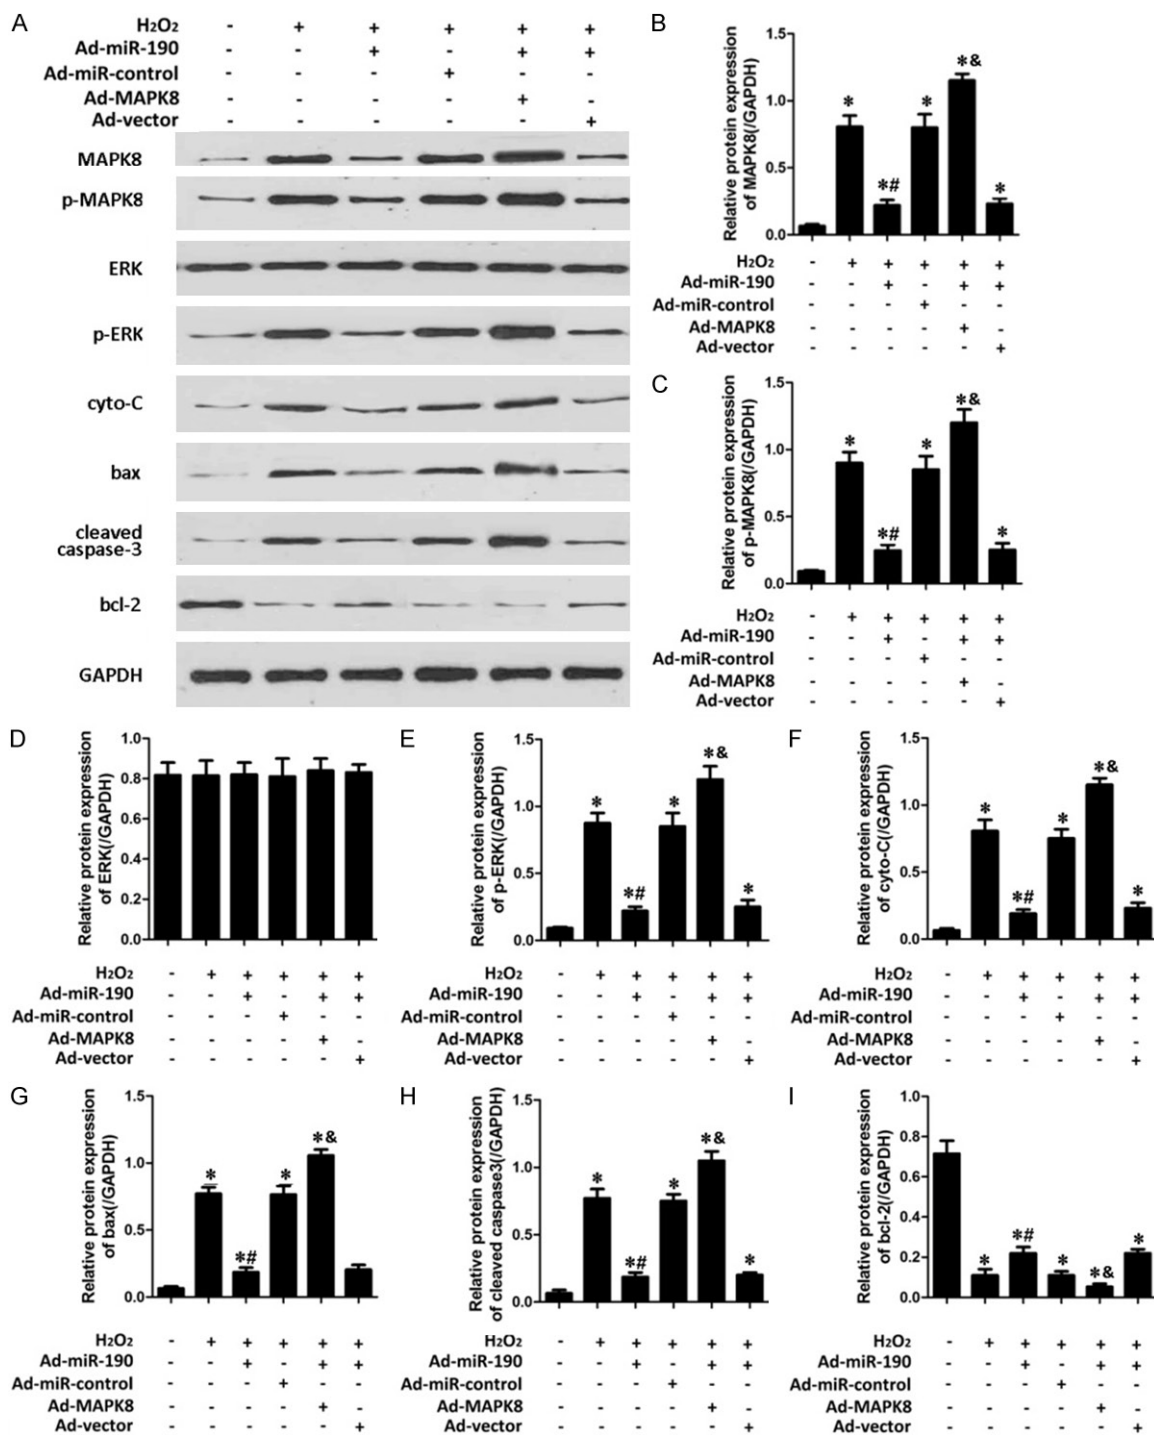 A
H₂O₂ - + + + + +
Ad-miR-190 - - + - + +
Ad-miR-control - - - + - -
Ad-MAPK8 - - - - + -
Ad-vector - - - - - +
MAPK8
p-MAPK8
ERK
p-ERK
cyto-C
bax
cleaved
caspase-3
bcl-2
GAPDH
B
Relative protein expression
of MAPK8(/GAPDH)
1.5
1.0
0.5
0.0
* *# * *& *
H₂O₂ - + + + + +
Ad-miR-190 - - + - + +
Ad-miR-control - - - + - -
Ad-MAPK8 - - - - + -
Ad-vector - - - - - +
C
Relative protein expression
of p-MAPK8(/GAPDH)
1.5
1.0
0.5
0.0
* *# * *& *
H₂O₂ - + + + + +
Ad-miR-190 - - + - + +
Ad-miR-control - - - + - -
Ad-MAPK8 - - - - + -
Ad-vector - - - - - +
D
Relative protein expression
of ERK(/GAPDH)
1.0
0.8
0.6
0.4
0.2
0.0
H₂O₂ - + + + + +
Ad-miR-190 - - + - + +
Ad-miR-control - - - + - -
Ad-MAPK8 - - - - + -
Ad-vector - - - - - +
E
Relative protein expression
of p-ERK(/GAPDH)
1.5
1.0
0.5
0.0
* *# * *& *
H₂O₂ - + + + + +
Ad-miR-190 - - + - + +
Ad-miR-control - - - + - -
Ad-MAPK8 - - - - + -
Ad-vector - - - - - +
F
Relative protein expression
of cyto-C(/GAPDH)
1.5
1.0
0.5
0.0
* *# * *& *
H₂O₂ - + + + + +
Ad-miR-190 - - + - + +
Ad-miR-control - - - + - -
Ad-MAPK8 - - - - + -
Ad-vector - - - - - +
G
Relative protein expression
of bax(/GAPDH)
1.5
1.0
0.5
0.0
* *# * *&
H₂O₂ - + + + + +
Ad-miR-190 - - + - + +
Ad-miR-control - - - + - -
Ad-MAPK8 - - - - + -
Ad-vector - - - - - +
H
Relative protein expression
of cleaved caspase3(/GAPDH)
1.5
1.0
0.5
0.0
* *# * *& *
H₂O₂ - + + + + +
Ad-miR-190 - - + - + +
Ad-miR-control - - - + - -
Ad-MAPK8 - - - - + -
Ad-vector - - - - - +
I
Relative protein expression
of bcl-2(/GAPDH)
1.0
0.8
0.6
0.4
0.2
0.0
* *# * *& *
H₂O₂ - + + + + +
Ad-miR-190 - - + - + +
Ad-miR-control - - - + - -
Ad-MAPK8 - - - - + -
Ad-vector - - - - - +